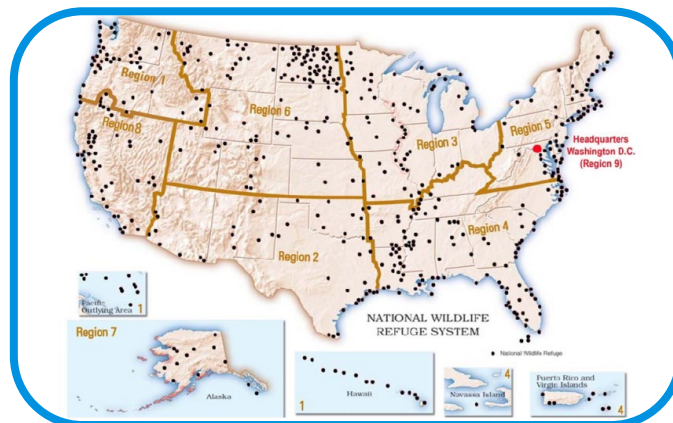 Region 1
Region 6
Region 8
Region 3
Region 5
Headquarters
Washington D.C.
(Region 9)
Region 2
Region 4
NATIONAL WILDLIFE
REFUGE SYSTEM
National Wildlife Refuge
Pacific
Outlying Area
1
Region 7
Alaska
1
Hawaii
4
Navassa Island
Puerto Rico and
Virgin Islands
4